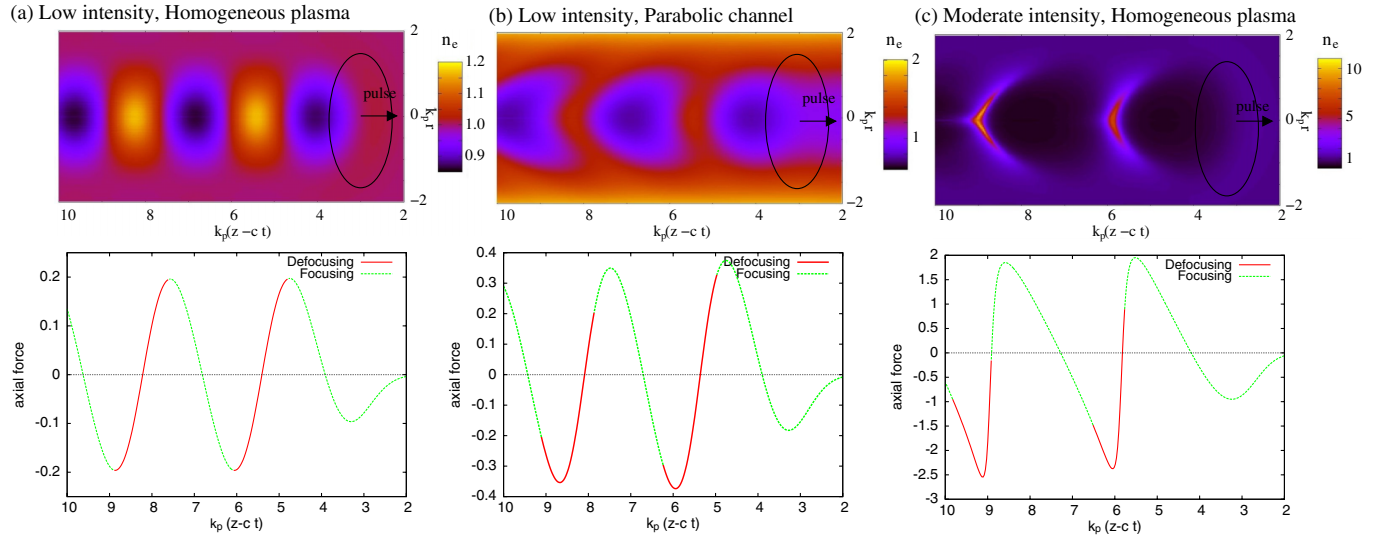 (a) Low intensity, Homogeneous plasma
2
n_e
1.2
1.1
1.0
0.9
pulse
0
k_p r
−2
10 8 6 4 2
k_p(z −c t)
0.2
0.1
0
-0.1
-0.2
axial force
Defocusing
Focusing
10 9 8 7 6 5 4 3 2
k_p (z-c t)
(b) Low intensity, Parabolic channel
2
n_e
2
1
pulse
0
k_p r
−2
10 8 6 4 2
k_p(z −c t)
0.4
0.3
0.2
0.1
0
-0.1
-0.2
-0.3
-0.4
axial force
Defocusing
Focusing
10 9 8 7 6 5 4 3 2
k_p (z-c t)
(c) Moderate intensity, Homogeneous plasma
2
n_e
10
5
1
pulse
0
k_p r
−2
10 8 6 4 2
k_p(z −c t)
2
1.5
1
0.5
0
-0.5
-1
-1.5
-2
-2.5
-3
axial force
Defocusing
Focusing
10 9 8 7 6 5 4 3 2
k_p (z-c t)